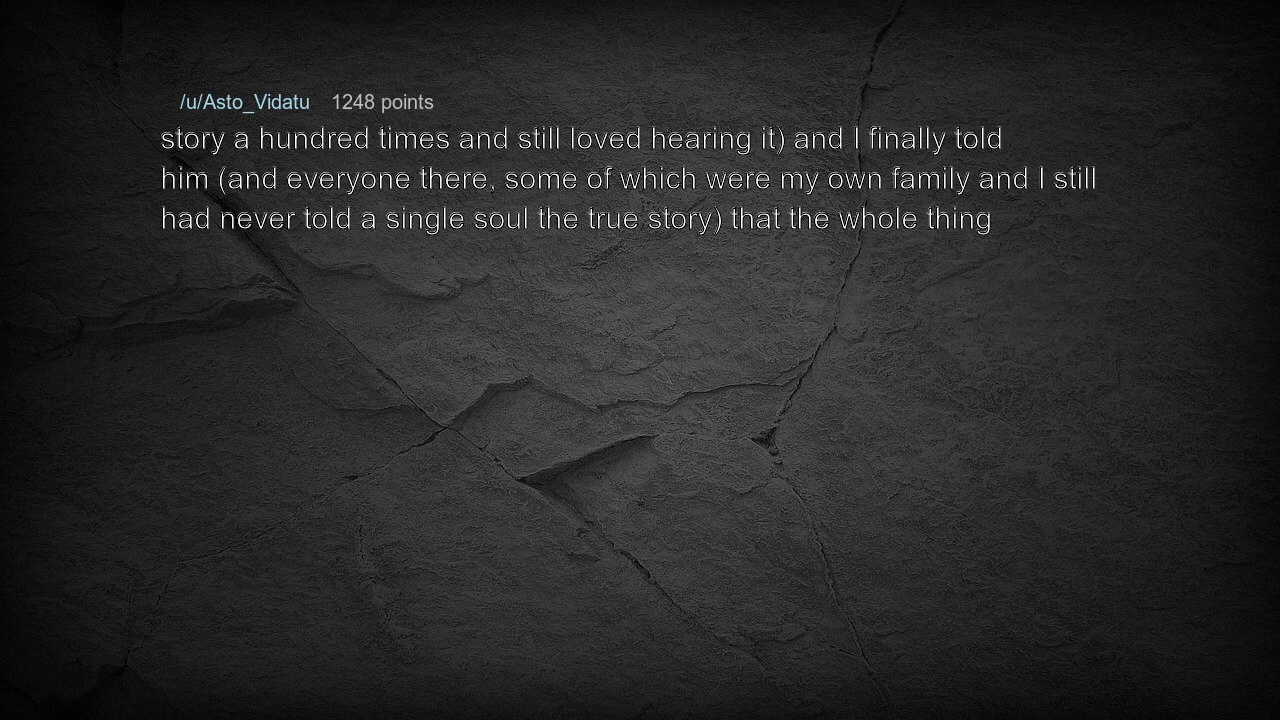 /u/Asto_Vidatu 1248 points
story a hundred times and still loved hearing it) and I finally told
him (and everyone there, some of which were my own family and I still
had never told a single soul the true story) that the whole thing